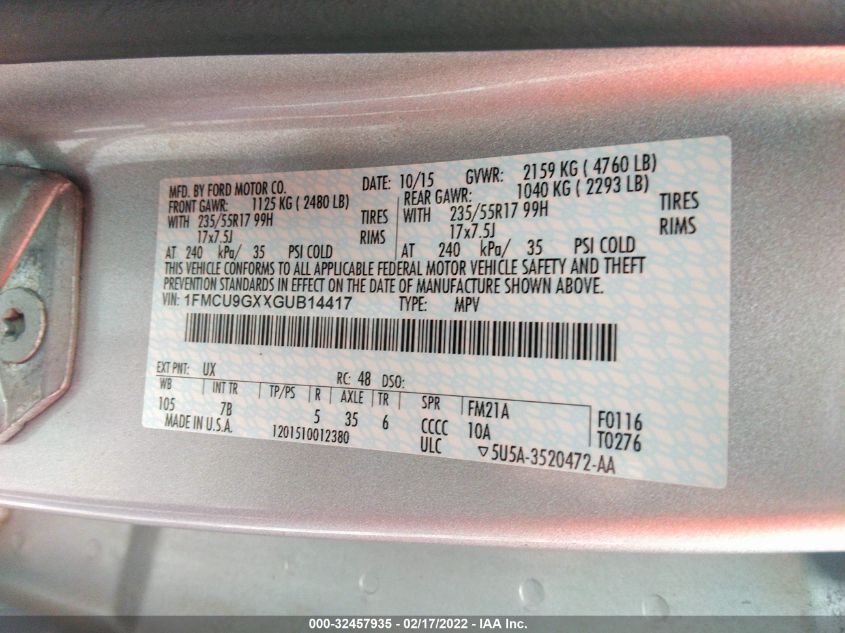 MFD. BY FORD MOTOR CO. DATE: 10/15 GVWR: 2159 KG ( 4760 LB)
FRONT GAWR: 1125 KG ( 2480 LB) REAR GAWR: 1040 KG ( 2293 LB)
WITH 235/55R17 99H TIRES WITH 235/55R17 99H TIRES
17x7.5J RIMS 17x7.5J RIMS
AT 240 kPa/ 35 PSI COLD AT 240 kPa/ 35 PSI COLD
THIS VEHICLE CONFORMS TO ALL APPLICABLE FEDERAL MOTOR VEHICLE SAFETY AND THEFT
PREVENTION STANDARDS IN EFFECT ON THE DATE OF MANUFACTURE SHOWN ABOVE.
VIN: 1FMCU9GXXGUB14417 TYPE: MPV
EXT PNT: UX RC: 48 DSO:
WB INT TR TP/PS R AXLE TR SPR FM21A F0116
105 7B 5 35 6 CCCC 10A T0276
MADE IN U.S.A. 1201510012380 ULC ▽5U5A-3520472-AA
000-32457935 - 02/17/2022 - IAA Inc.